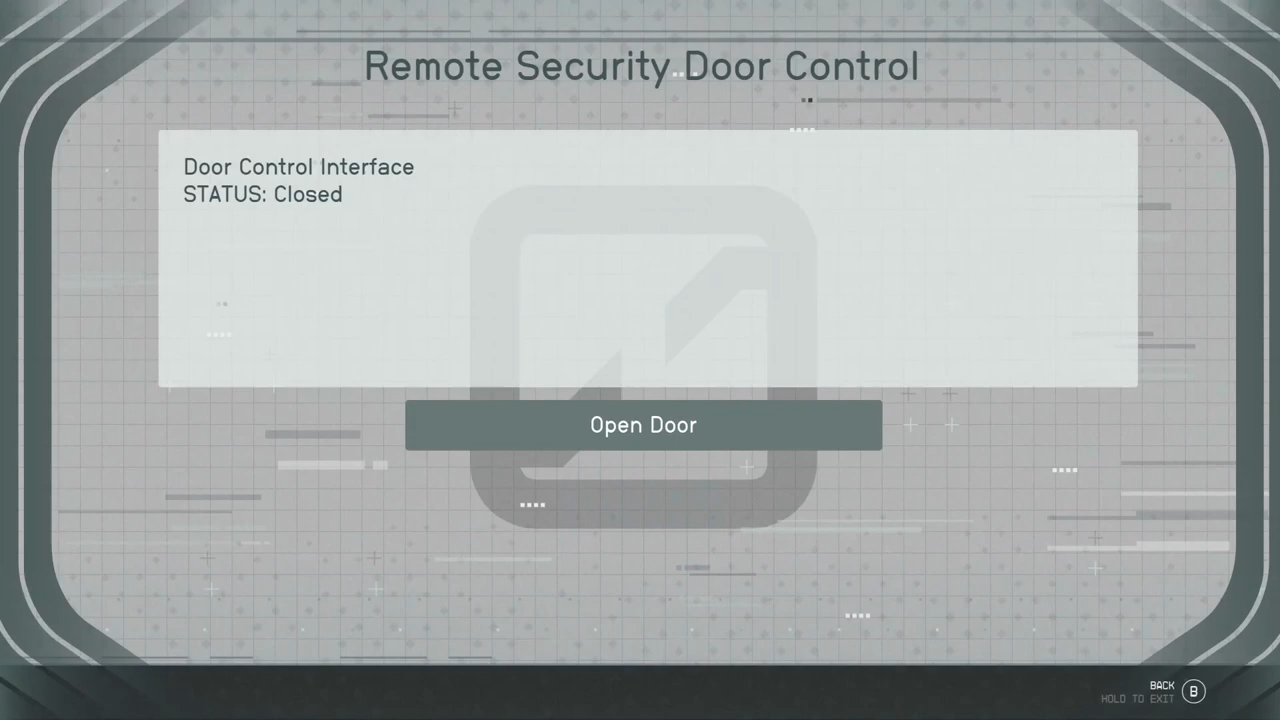 Remote Security Door Control
Door Control Interface
STATUS: Closed
Open Door
BACK
HOLD TO EXIT
B